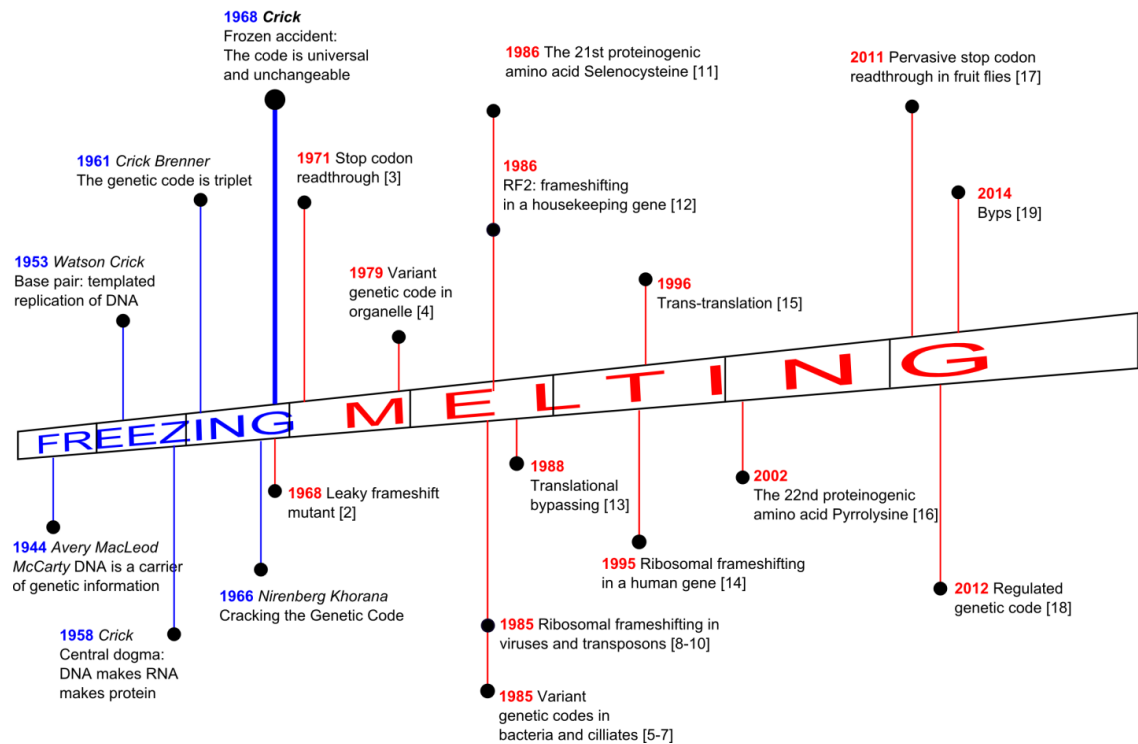 1968 Crick
Frozen accident:
The code is universal
and unchangeable
1986 The 21st proteinogenic
amino acid Selenocysteine [11]
2011 Pervasive stop codon
readthrough in fruit flies [17]
1961 Crick Brenner
The genetic code is triplet
1971 Stop codon
readthrough [3]
1986
RF2: frameshifting
in a housekeeping gene [12]
2014
Byps [19]
1953 Watson Crick
Base pair: templated
replication of DNA
1979 Variant
genetic code in
organelle [4]
1996
Trans-translation [15]
FREEZING MELTING
1944 Avery MacLeod
McCarty DNA is a carrier
of genetic information
1968 Leaky frameshift
mutant [2]
1988
Translational
bypassing [13]
2002
The 22nd proteinogenic
amino acid Pyrrolysine [16]
1966 Nirenberg Khorana
Cracking the Genetic Code
1995 Ribosomal frameshifting
in a human gene [14]
2012 Regulated
genetic code [18]
1958 Crick
Central dogma:
DNA makes RNA
makes protein
1985 Ribosomal frameshifting in
viruses and transposons [8-10]
1985 Variant
genetic codes in
bacteria and cilliates [5-7]